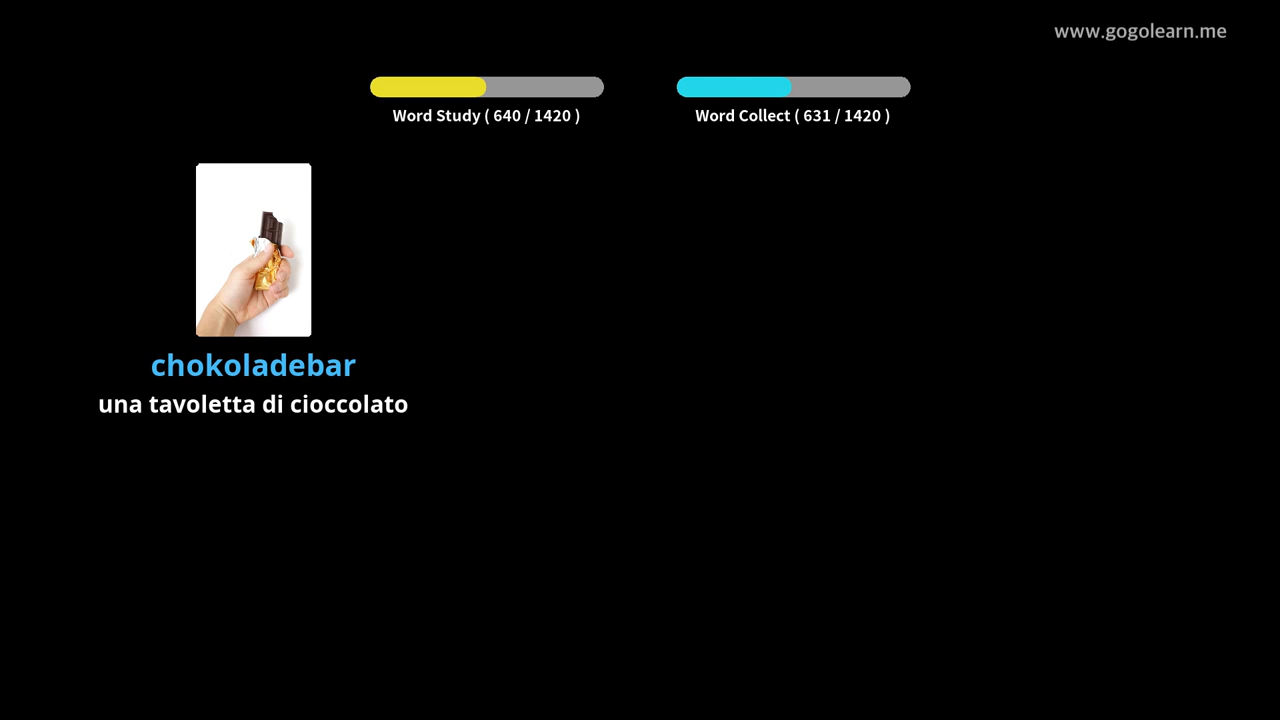 www.gogolearn.me
Word Study ( 640 / 1420 )
Word Collect ( 631 / 1420 )
chokoladebar
una tavoletta di cioccolato